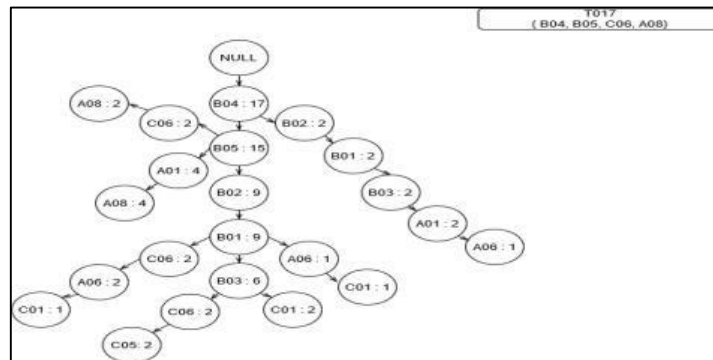 T017
( B04, B05, C06, A08)
NULL
A08 : 2
B04 : 17
C06 : 2
B02 : 2
B05 : 15
B01 : 2
A01 : 4
B03 : 2
A08 : 4
B02 : 9
A01 : 2
B01 : 9
A06 : 1
C06 : 2
A06 : 1
A06 : 2
B03 : 6
C01 : 1
C01 : 1
C06 : 2
C01 : 2
C05: 2